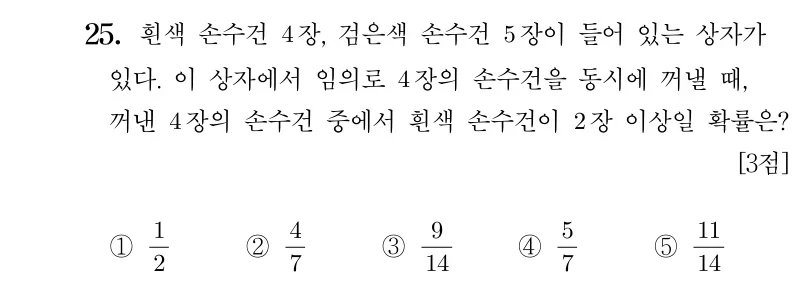 25. 흰색 손수건 4장, 검은색 손수건 5장이 들어 있는 상자가
있다. 이 상자에서 임의로 4장의 손수건을 동시에 꺼낼 때,
꺼낸 4장의 손수건 중에서 흰색 손수건이 2장 이상일 확률은?
[3점]
① 1/2 ② 4/7 ③ 9/14 ④ 5/7 ⑤ 11/14